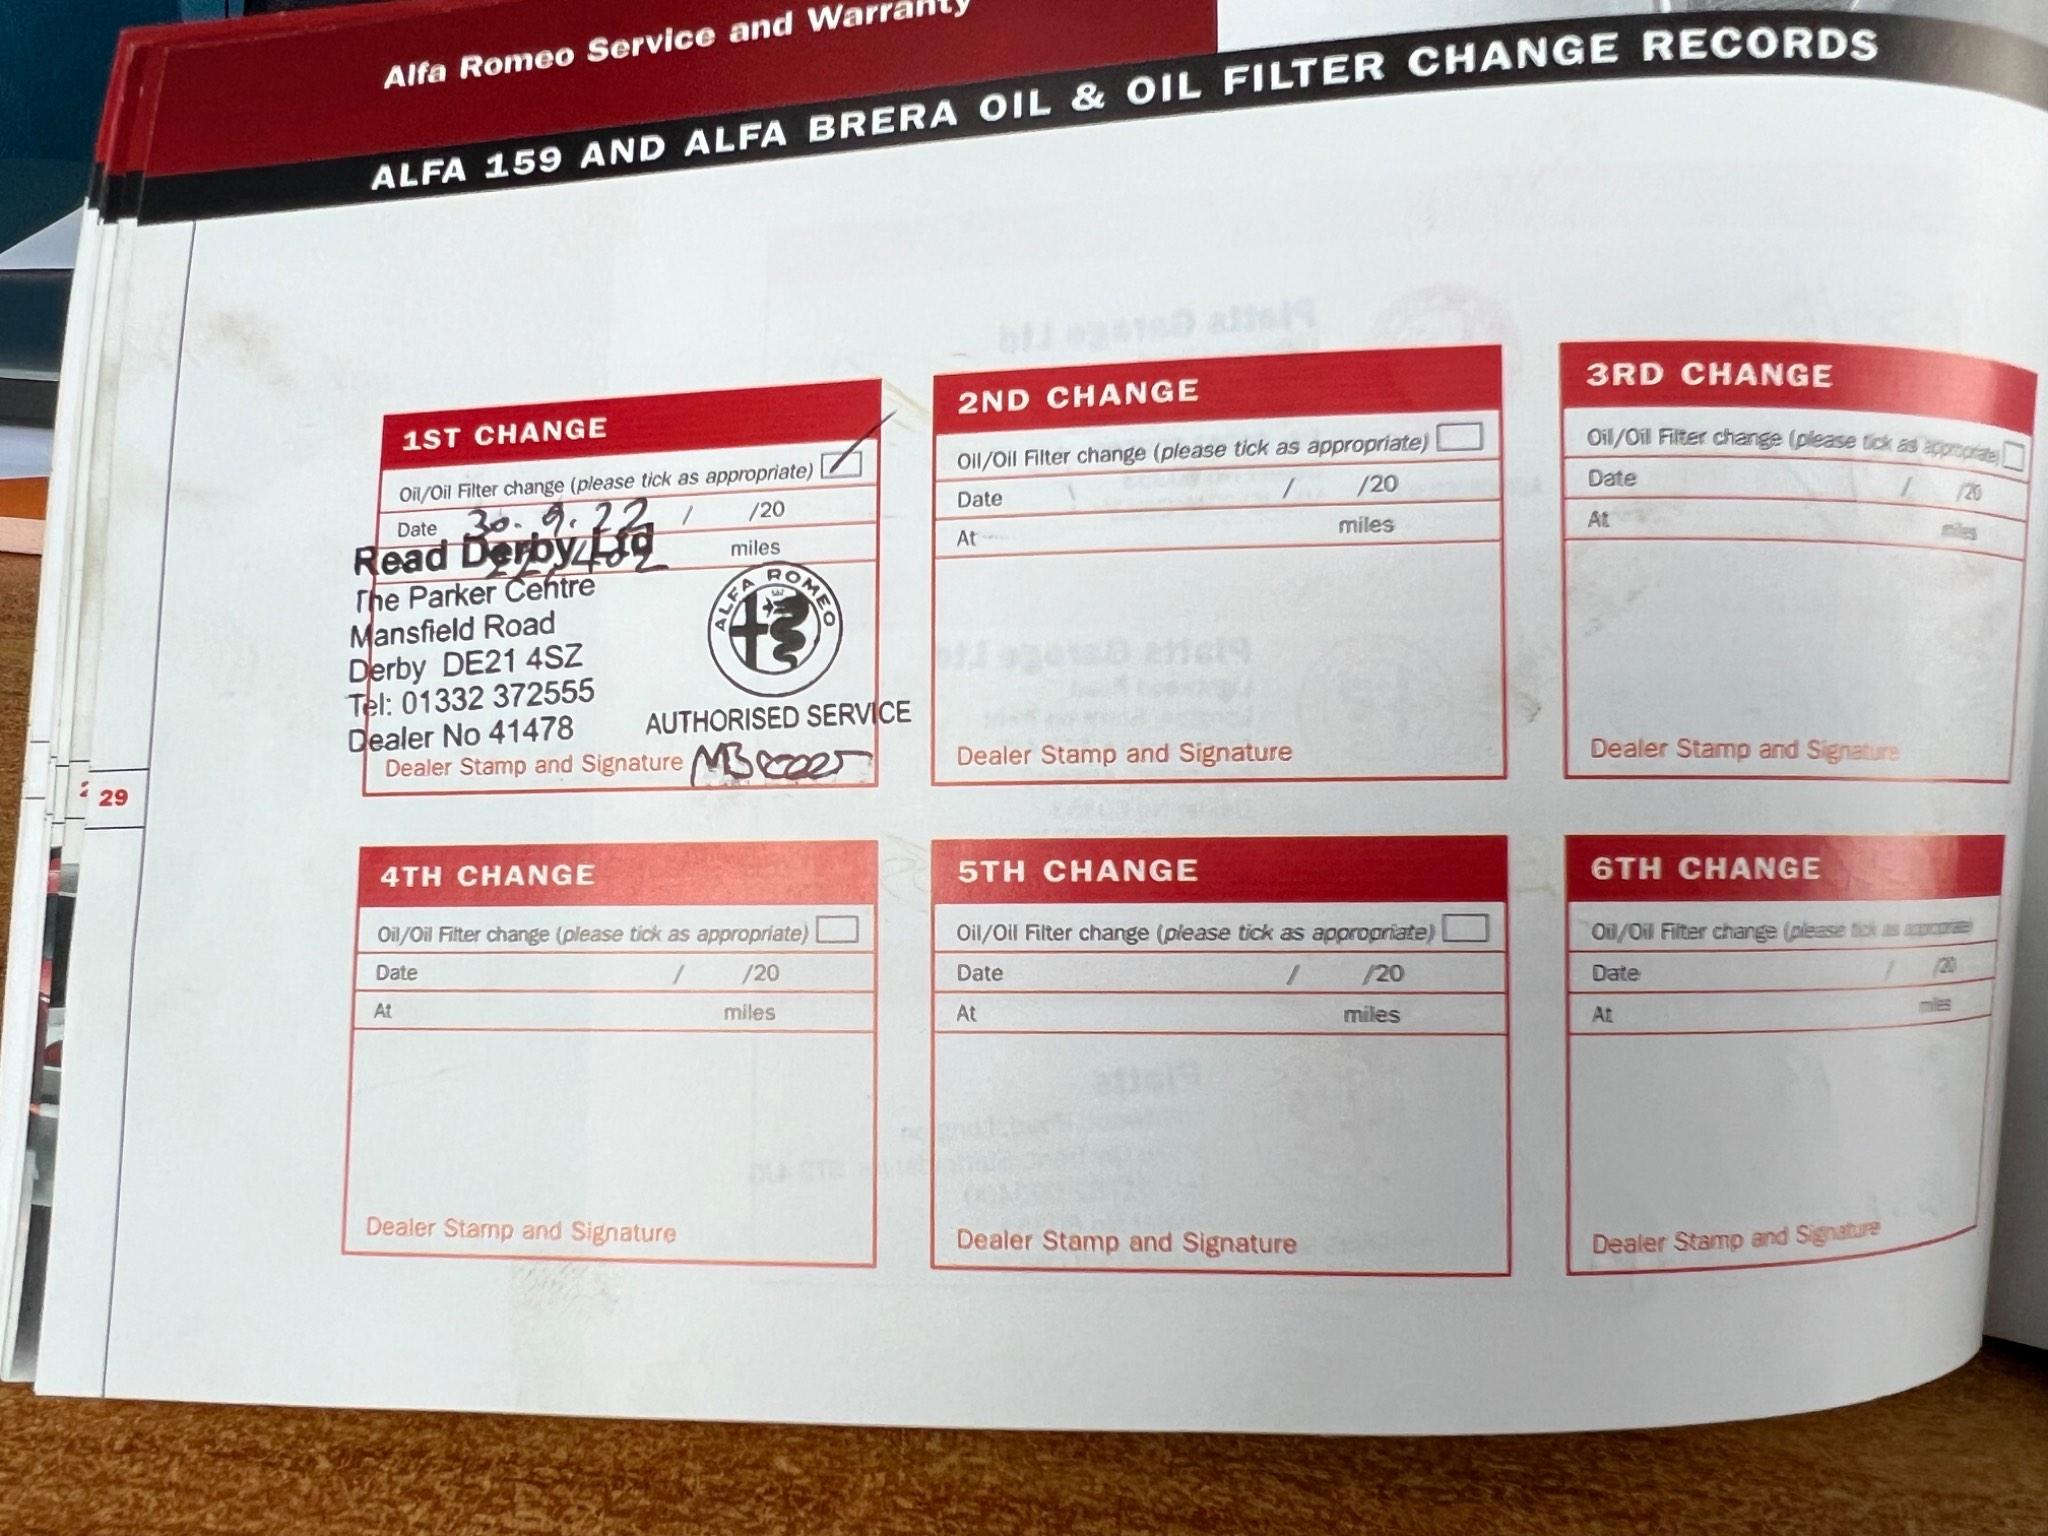 Alfa Romeo Service and Warranty
ALFA 159 AND ALFA BRERA OIL & OIL FILTER CHANGE RECORDS
1ST CHANGE
Oil/Oil Filter change (please tick as appropriate)
Date 30. 9. 22 / /20
miles
Read Derby Ltd
The Parker Centre
Mansfield Road
Derby DE21 4SZ
Tel: 01332 372555
Dealer No 41478
ALFA ROMEO
AUTHORISED SERVICE
Dealer Stamp and Signature
2ND CHANGE
Oil/Oil Filter change (please tick as appropriate)
Date / /20
At miles
Dealer Stamp and Signature
3RD CHANGE
Oil/Oil Filter change (please tick as appropriate)
Date / /20
At miles
Dealer Stamp and Signature
29
4TH CHANGE
Oil/Oil Filter change (please tick as appropriate)
Date / /20
At miles
Dealer Stamp and Signature
5TH CHANGE
Oil/Oil Filter change (please tick as appropriate)
Date / /20
At miles
Dealer Stamp and Signature
6TH CHANGE
Oil/Oil Filter change (please tick as appropriate)
Date / /20
At miles
Dealer Stamp and Signature